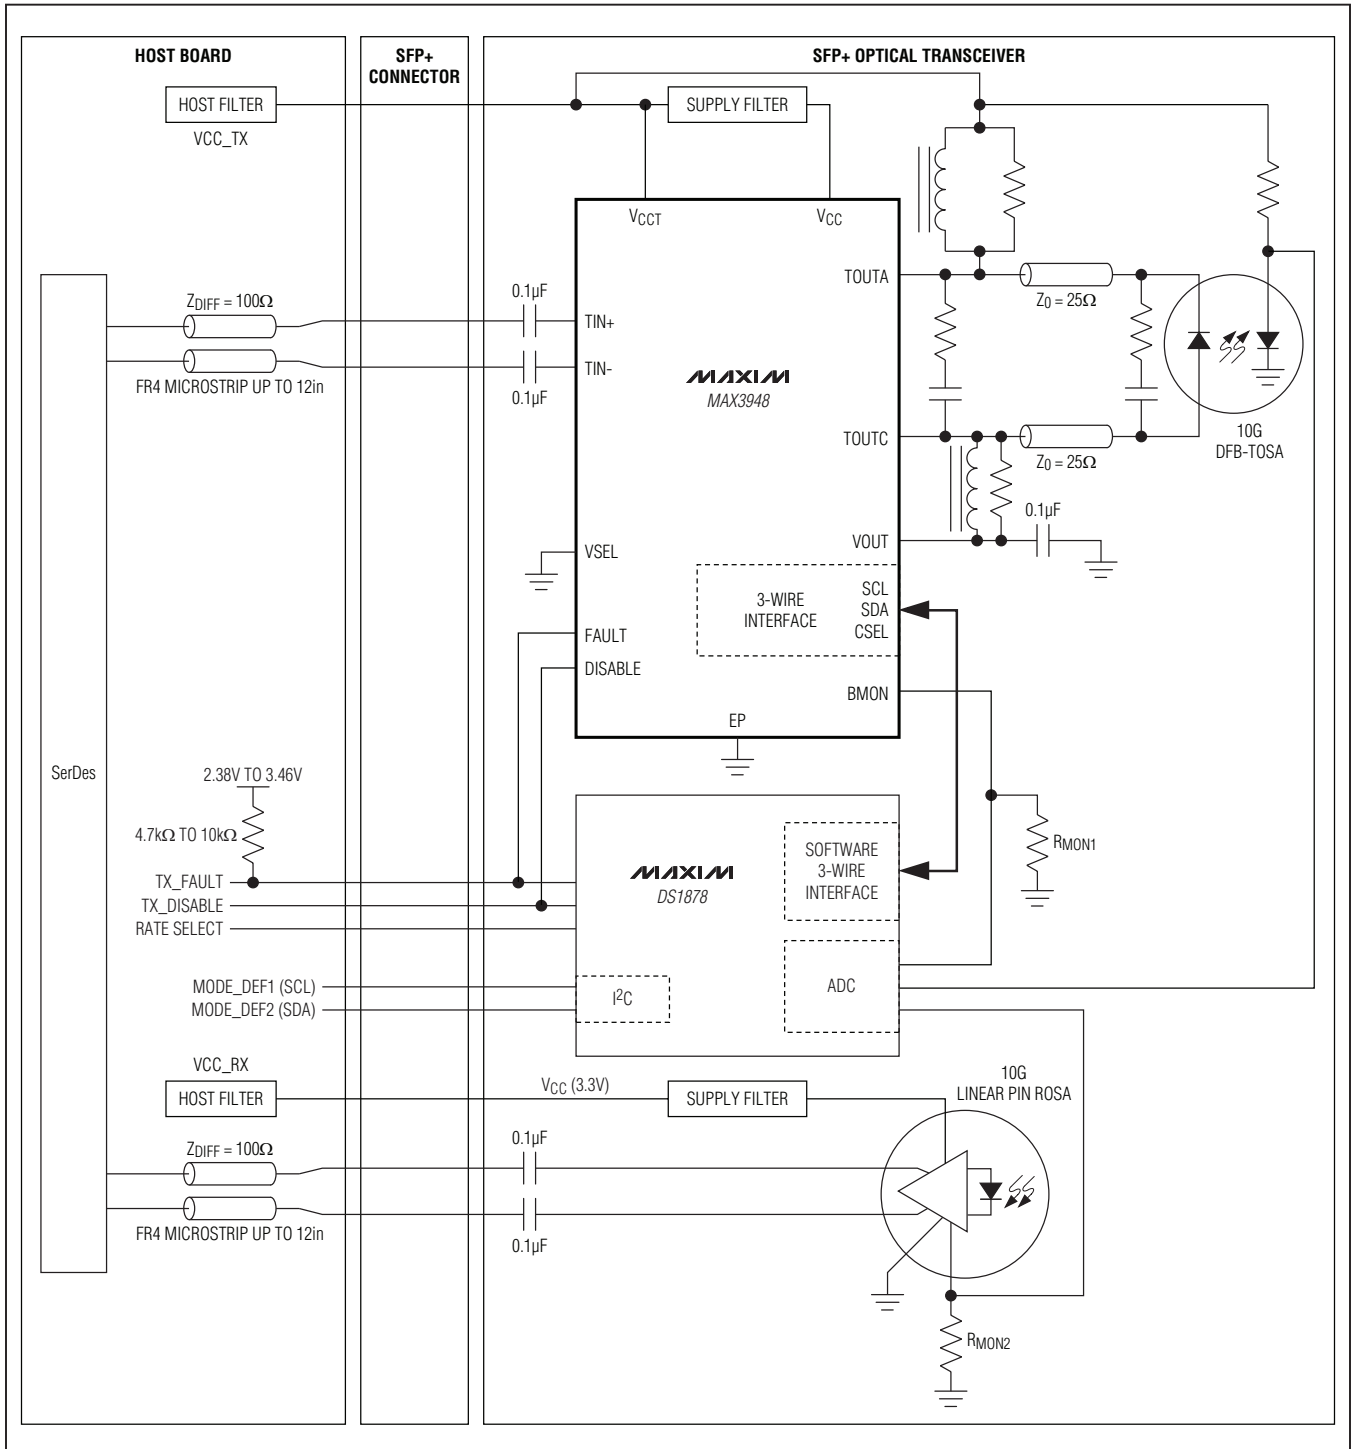 HOST BOARD
SFP+
CONNECTOR
SFP+ OPTICAL TRANSCEIVER
HOST FILTER
VCC_TX
SUPPLY FILTER
VCCT
VCC
TOUTA
Z0 = 25Ω
ZDIFF = 100Ω
0.1µF
TIN+
TIN-
FR4 MICROSTRIP UP TO 12in
0.1µF
MAXIM
MAX3948
TOUTC
Z0 = 25Ω
10G
DFB-TOSA
0.1µF
VOUT
VSEL
3-WIRE
INTERFACE
SCL
SDA
CSEL
FAULT
DISABLE
BMON
EP
SerDes
2.38V TO 3.46V
4.7kΩ TO 10kΩ
TX_FAULT
TX_DISABLE
RATE SELECT
MAXIM
DS1878
SOFTWARE
3-WIRE
INTERFACE
RMON1
ADC
MODE_DEF1 (SCL)
MODE_DEF2 (SDA)
I2C
VCC_RX
HOST FILTER
VCC (3.3V)
SUPPLY FILTER
10G
LINEAR PIN ROSA
ZDIFF = 100Ω
0.1µF
FR4 MICROSTRIP UP TO 12in
0.1µF
RMON2